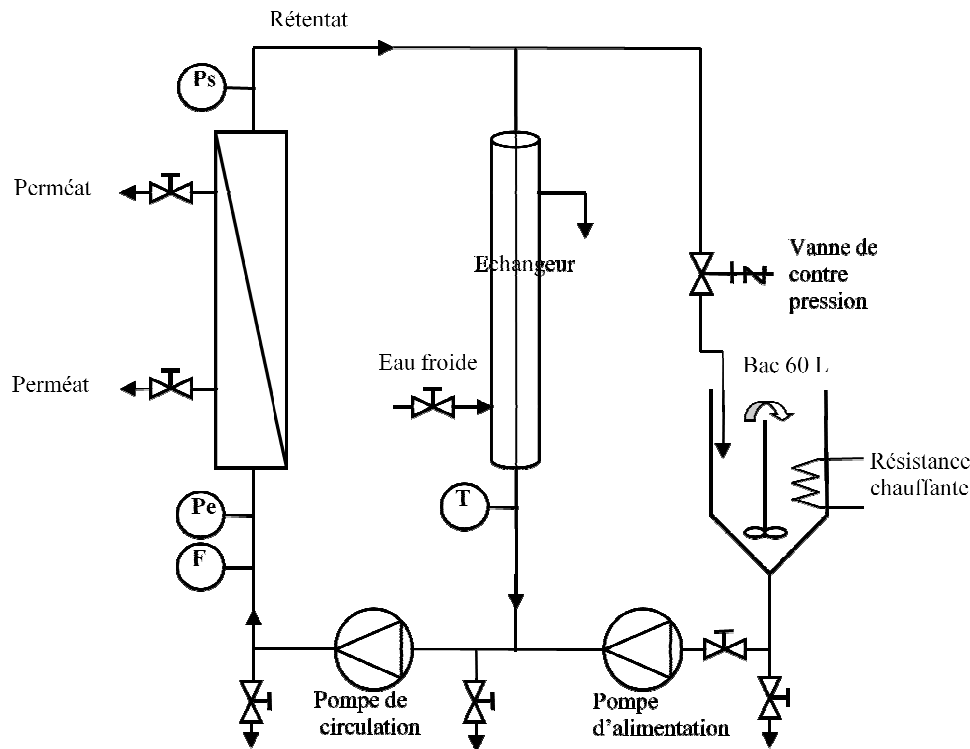 Rétentat
Ps
Perméat
Echangeur
Vanne de
contre
pression
Eau froide
Bac 60 L
Perméat
Résistance
chauffante
Pe
T
F
Pompe de
circulation
Pompe
d'alimentation